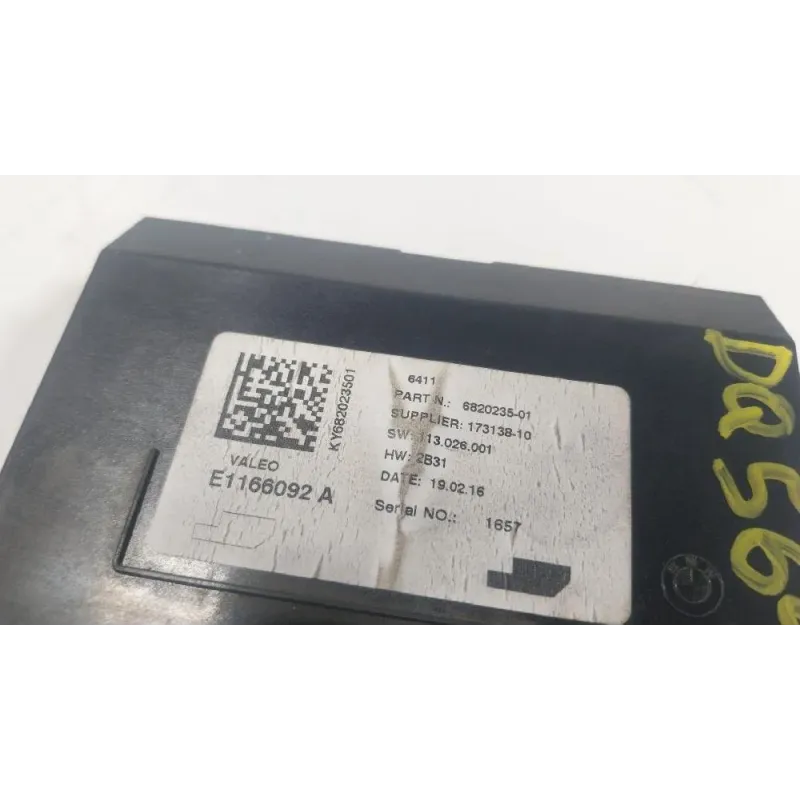 KY682023501
VALEO
E1166092 A
6411
PART N.: 6820235-01
SUPPLIER: 173138-10
SW: 113.026.001
HW: 2B31
DATE: 19.02.16
Serial NO.: 1657
DQ56